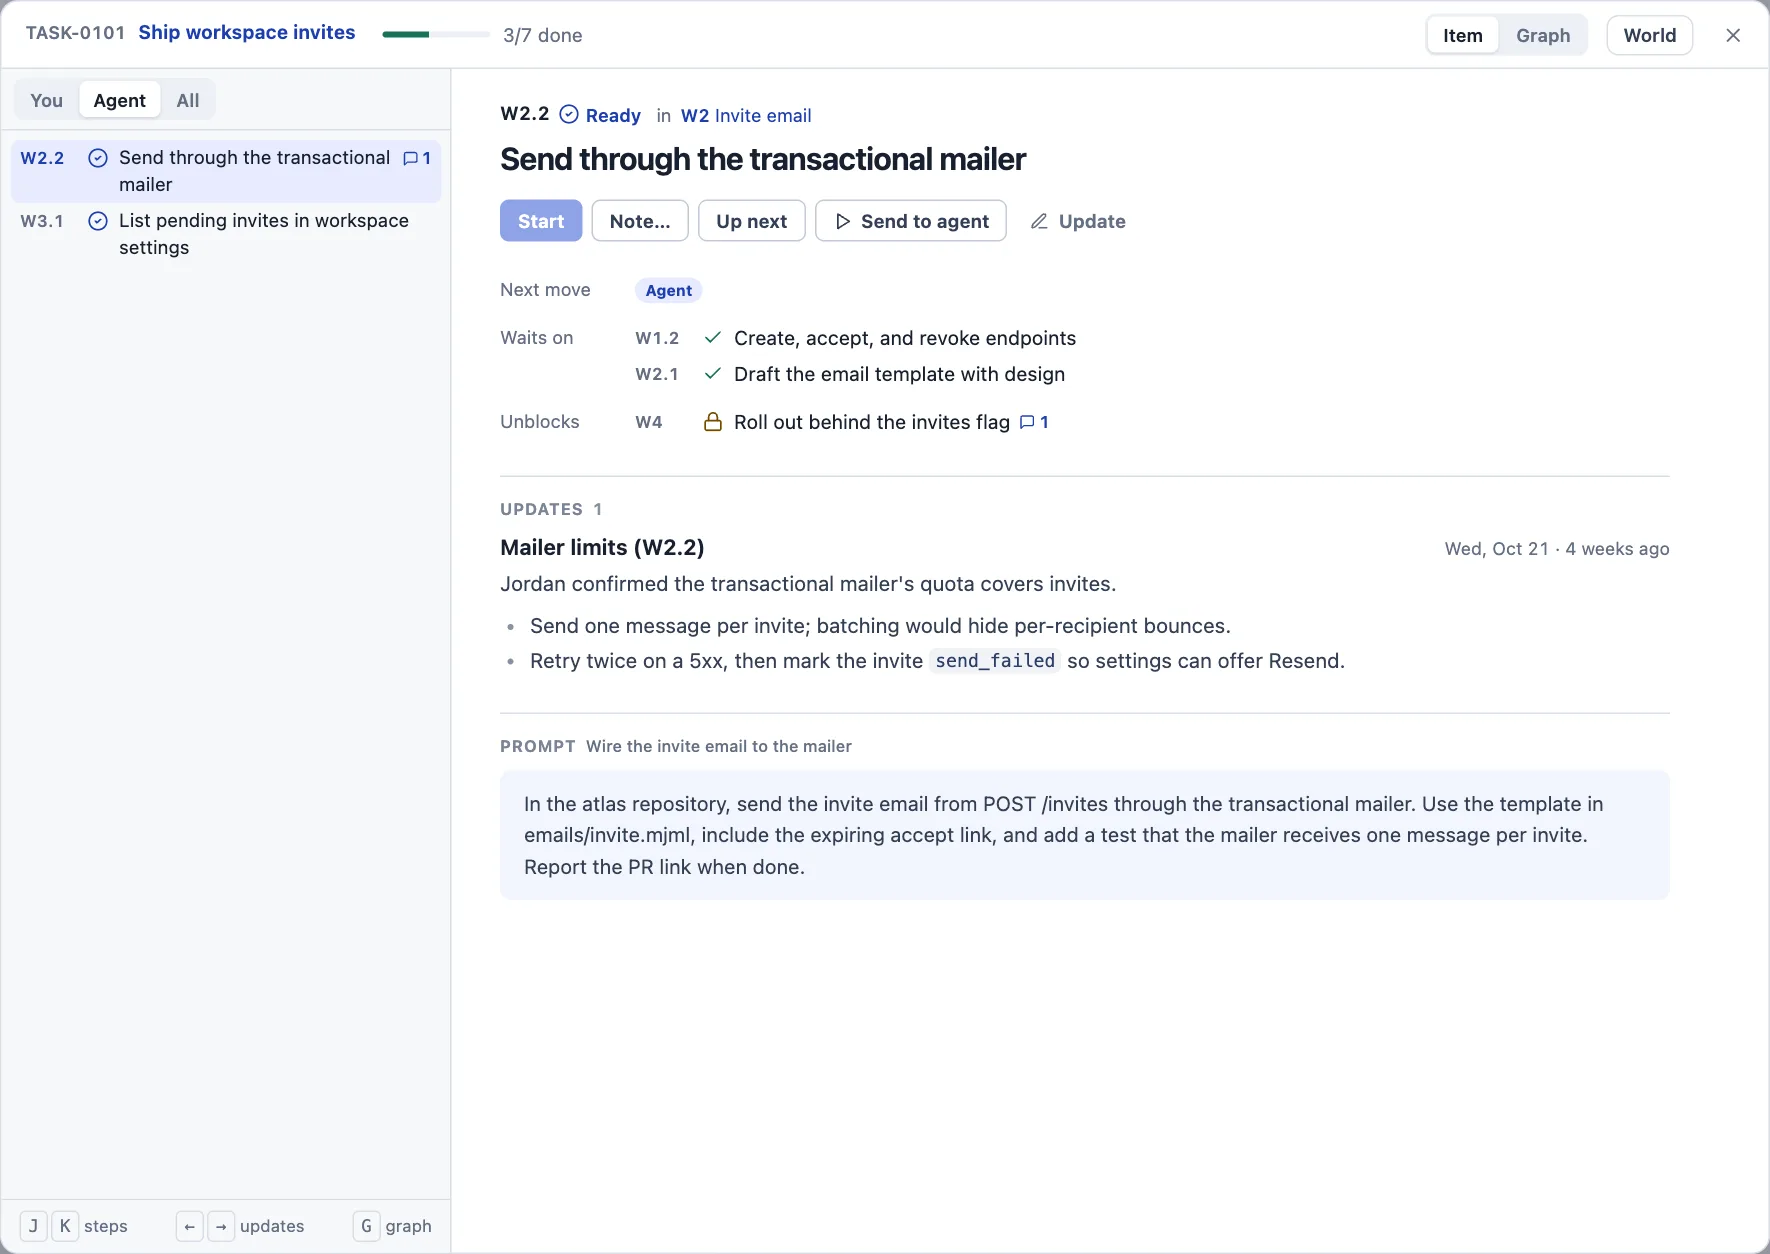 TASK-0101 Ship workspace invites 3/7 done Item Graph World
You Agent All
W2.2 Send through the transactional 1
mailer
W3.1 List pending invites in workspace
settings
W2.2 Ready in W2 Invite email
Send through the transactional mailer
Start Note... Up next Send to agent Update
Next move Agent
Waits on W1.2 Create, accept, and revoke endpoints
W2.1 Draft the email template with design
Unblocks W4 Roll out behind the invites flag 1
UPDATES 1
Mailer limits (W2.2) Wed, Oct 21 · 4 weeks ago
Jordan confirmed the transactional mailer's quota covers invites.
• Send one message per invite; batching would hide per-recipient bounces.
• Retry twice on a 5xx, then mark the invite send_failed so settings can offer Resend.
PROMPT Wire the invite email to the mailer
In the atlas repository, send the invite email from POST /invites through the transactional mailer. Use the template in
emails/invite.mjml, include the expiring accept link, and add a test that the mailer receives one message per invite.
Report the PR link when done.
J K steps ← → updates G graph